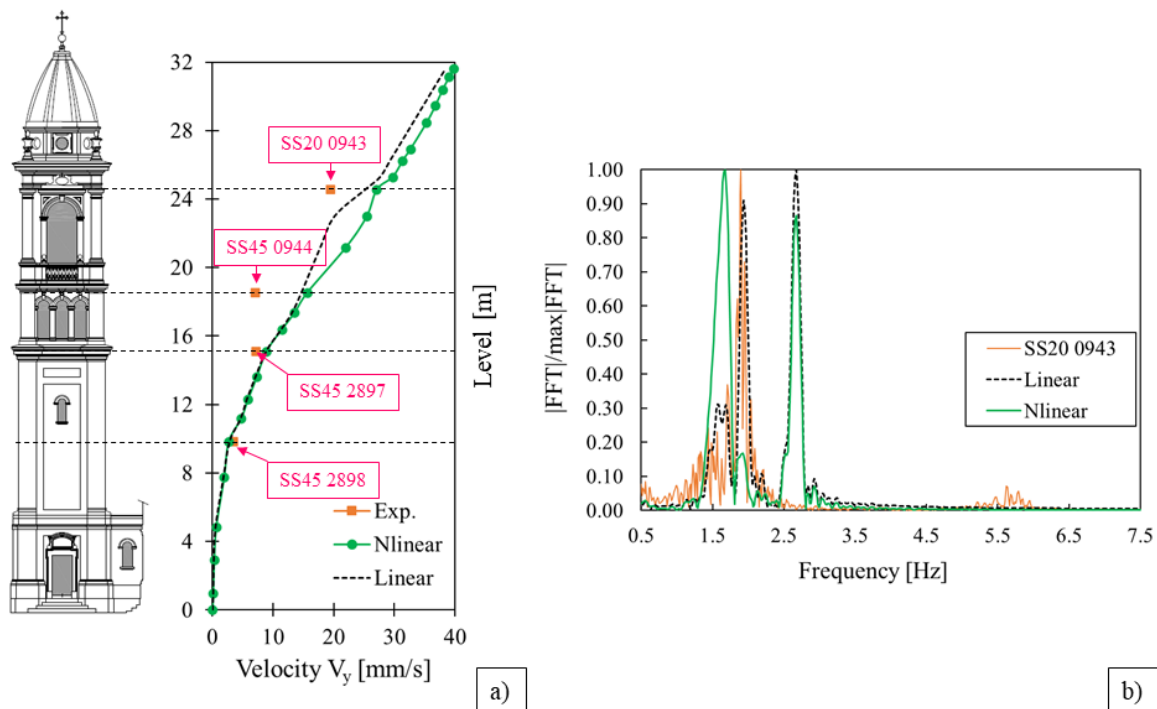 32
28
24
20
16
12
8
4
0
SS20 0943
SS45 0944
SS45 2897
SS45 2898
Exp.
Nlinear
Linear
Level [m]
0 10 20 30 40
Velocity Vy [mm/s]
a)
1.00
0.90
0.80
0.70
0.60
0.50
0.40
0.30
0.20
0.10
0.00
|FFT|/max|FFT|
SS20 0943
Linear
Nlinear
0.5 1.5 2.5 3.5 4.5 5.5 6.5 7.5
Frequency [Hz]
b)